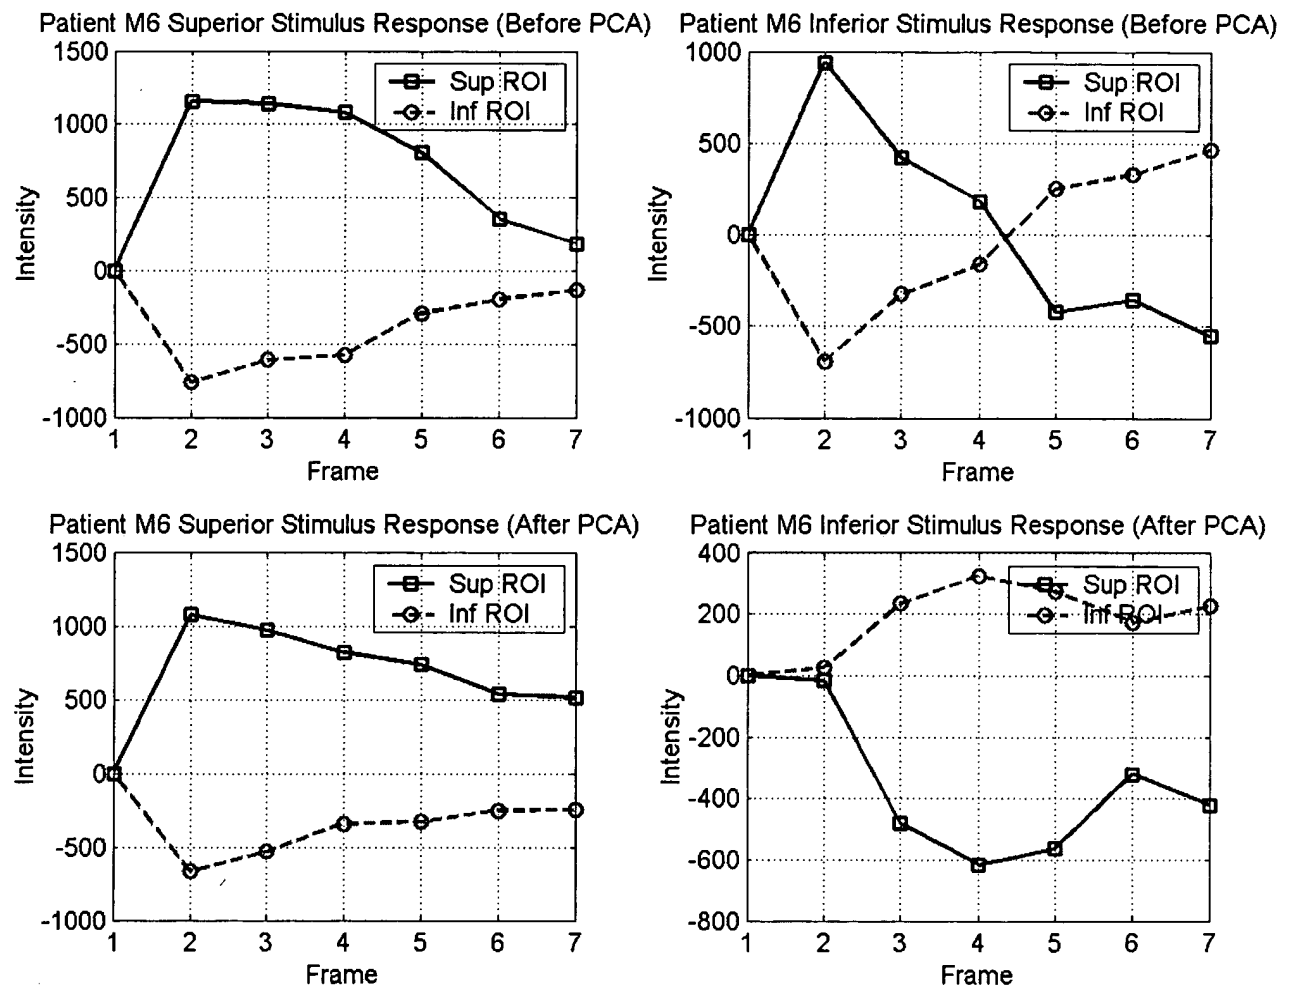 Patient M6 Superior Stimulus Response (Before PCA)
1500
1000
500
0
-500
-1000
Intensity
Sup ROI
Inf ROI
1 2 3 4 5 6 7
Frame
Patient M6 Inferior Stimulus Response (Before PCA)
1000
500
0
-500
-1000
Intensity
Sup ROI
Inf ROI
1 2 3 4 5 6 7
Frame
Patient M6 Superior Stimulus Response (After PCA)
1500
1000
500
0
-500
-1000
Intensity
Sup ROI
Inf ROI
1 2 3 4 5 6 7
Frame
Patient M6 Inferior Stimulus Response (After PCA)
400
200
0
-200
-400
-600
-800
Intensity
Sup ROI
Inf ROI
1 2 3 4 5 6 7
Frame